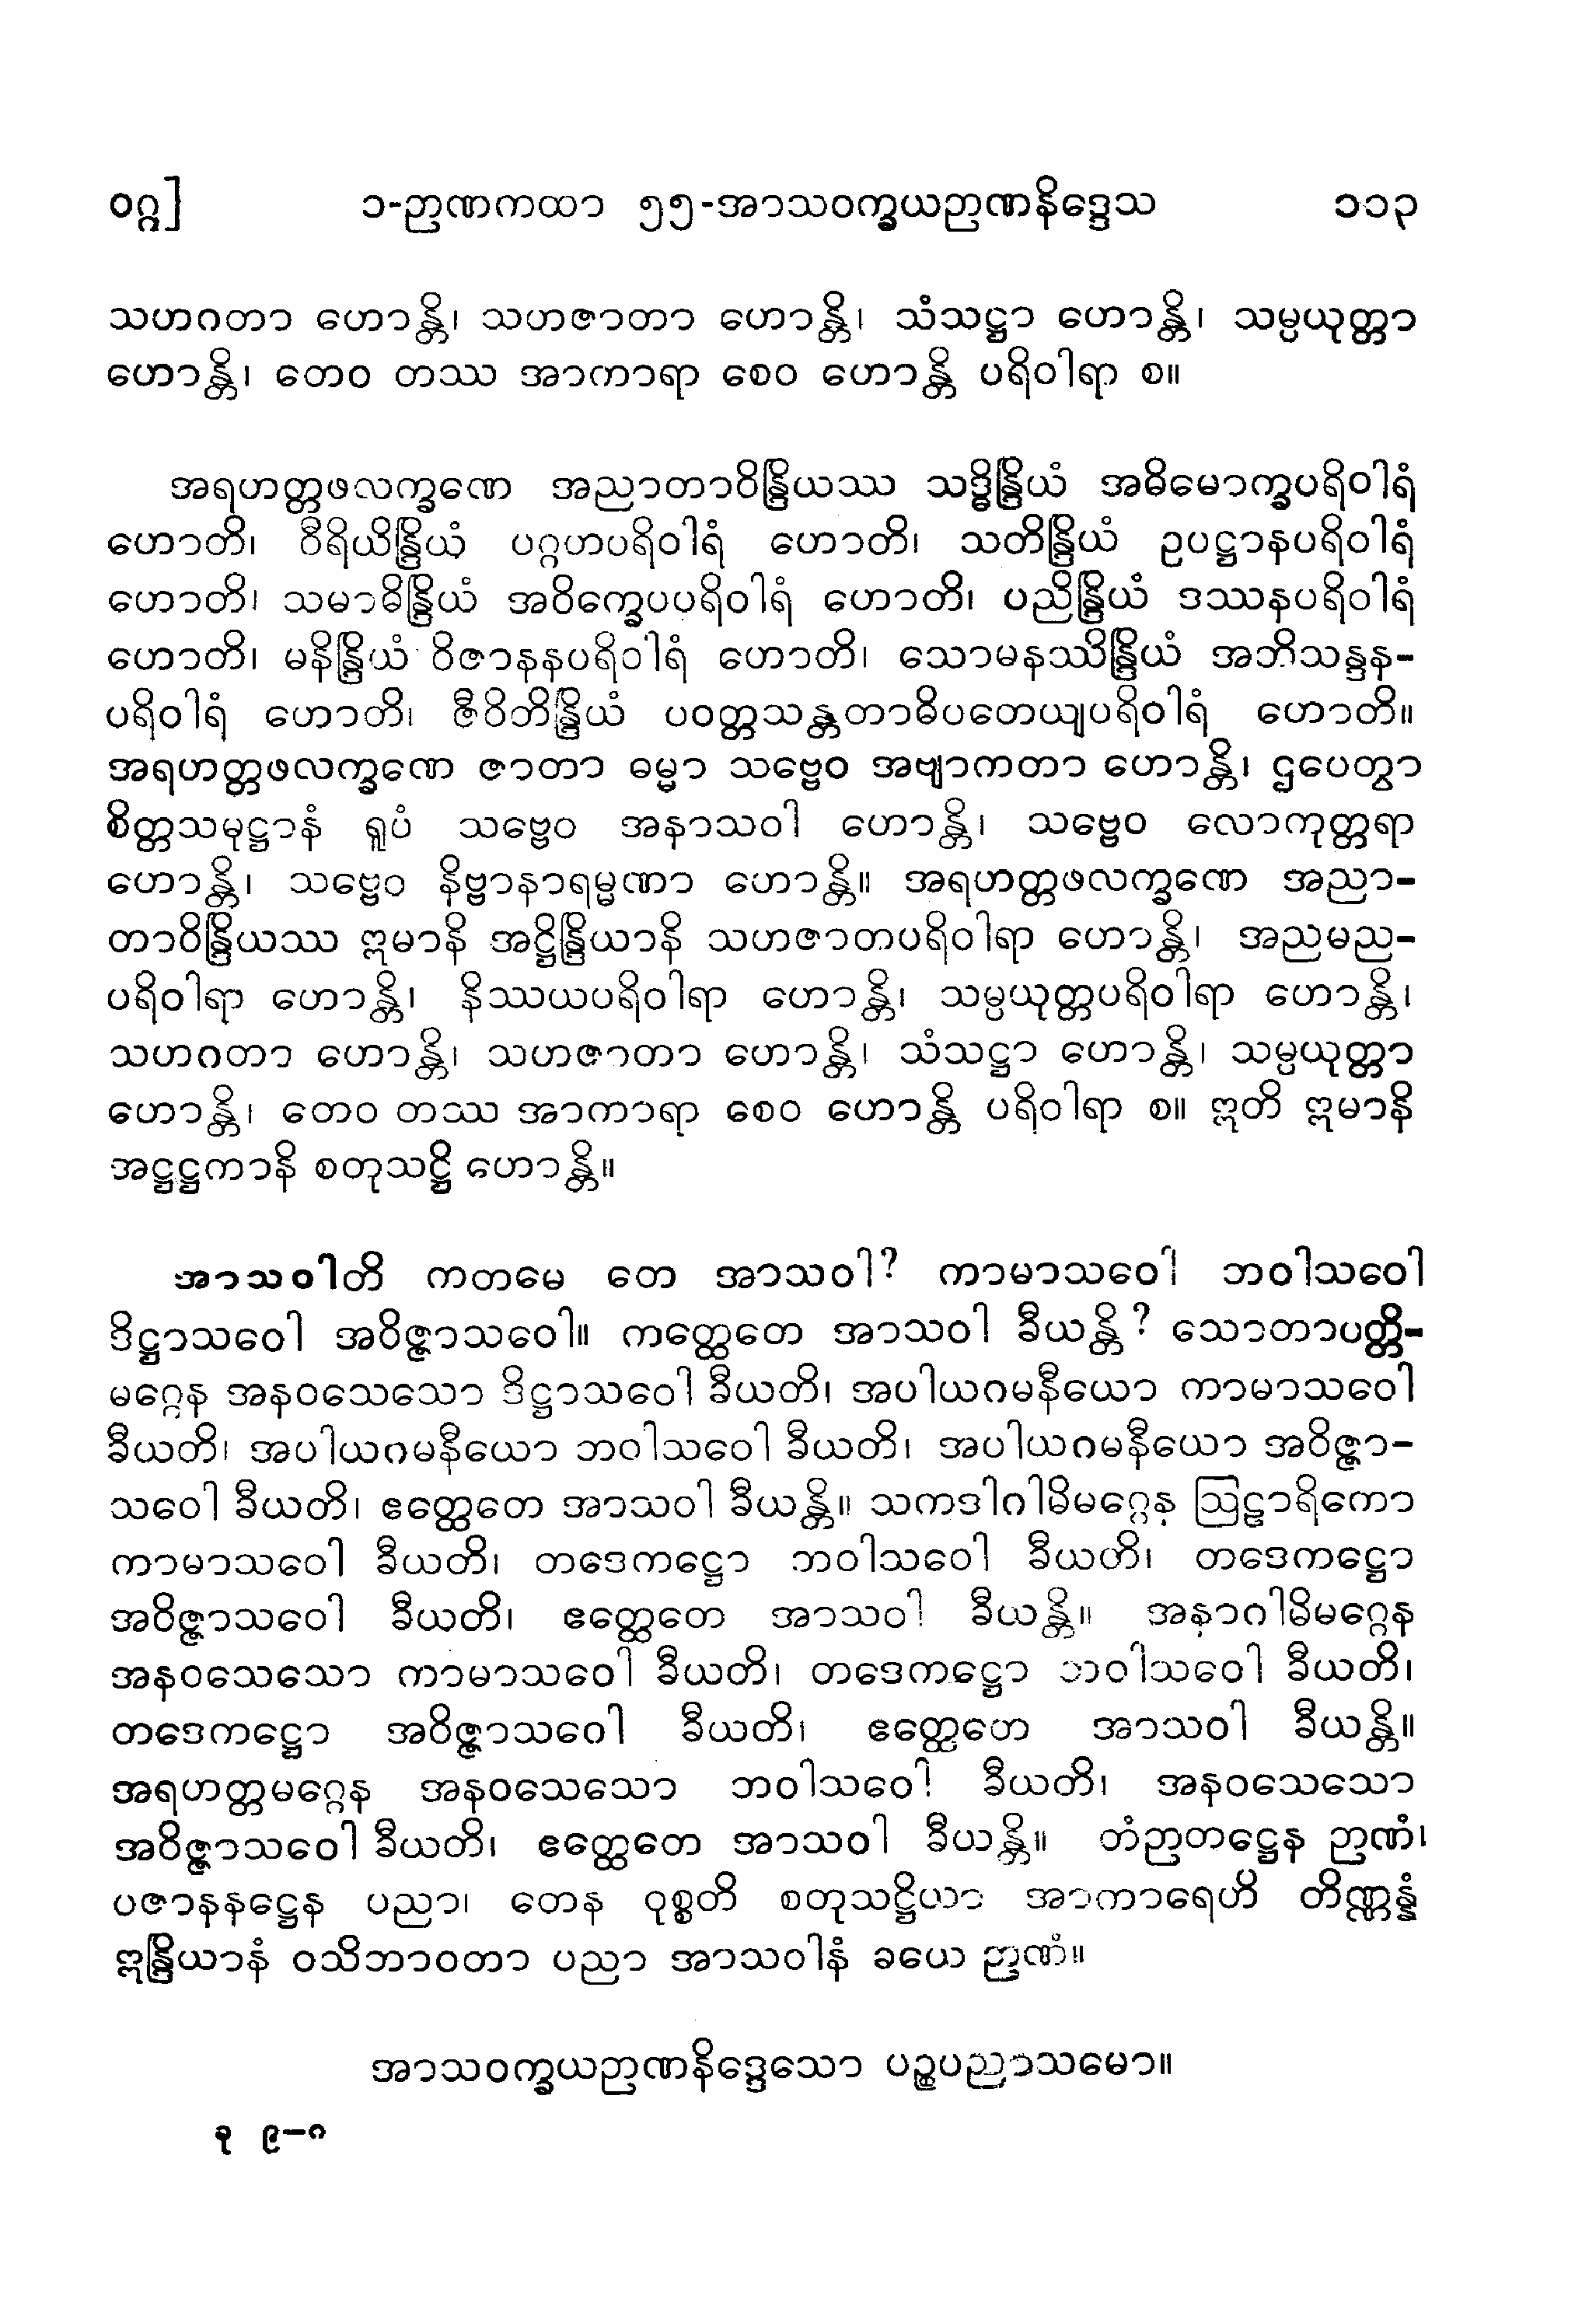 ဝဂ္ဂ] ၁-ဉာဏကထာ ၅၅-အာသဝက္ခယဉာဏနိဒ္ဒေသ ၁၁၃
သဟဂတာ ဟောန္တိ၊ သဟဇာတာ ဟောန္တိ၊ သံသဋ္ဌာ ဟောန္တိ၊ သမ္ပယုတ္တာ
ဟောန္တိ၊ တေဝ တဿ အာကာရာ စေဝ ဟောန္တိ ပရိဝါရာ စ။
အရဟတ္တဖလက္ခဏေ အညာတာဝိန္ဒြိယဿ သဒ္ဓိန္ဒြိယံ အဓိမောက္ခပရိဝါရံ
ဟောတိ၊ ဝီရိယိန္ဒြိယံ ပဂ္ဂဟပရိဝါရံ ဟောတိ၊ သတိန္ဒြိယံ ဥပဋ္ဌာနပရိဝါရံ
ဟောတိ၊ သမာဓိန္ဒြိယံ အဝိက္ခေပပရိဝါရံ ဟောတိ၊ ပညိန္ဒြိယံ ဒဿနပရိဝါရံ
ဟောတိ၊ မနိန္ဒြိယံ ဝိဇာနနပရိဝါရံ ဟောတိ၊ သောမနဿိန္ဒြိယံ အဘိသန္ဒန-
ပရိဝါရံ ဟောတိ၊ ဇီဝိတိန္ဒြိယံ ပဝတ္တသန္တတာဓိပတေယျပရိဝါရံ ဟောတိ။
အရဟတ္တဖလက္ခဏေ ဇာတာ ဓမ္မာ သဗ္ဗေဝ အဗျာကတာ ဟောန္တိ၊ ဌပေတွာ
စိတ္တသမုဋ္ဌာနံ ရူပံ သဗ္ဗေဝ အနာသဝါ ဟောန္တိ၊ သဗ္ဗေဝ လောကုတ္တရာ
ဟောန္တိ၊ သဗ္ဗေဝ နိဗ္ဗာနာရမ္မဏာ ဟောန္တိ။ အရဟတ္တဖလက္ခဏေ အညာ-
တာဝိန္ဒြိယဿ ဣမာနိ အဋ္ဌိန္ဒြိယာနိ သဟဇာတပရိဝါရာ ဟောန္တိ၊ အညမည-
ပရိဝါရာ ဟောန္တိ၊ နိဿယပရိဝါရာ ဟောန္တိ၊ သမ္ပယုတ္တပရိဝါရာ ဟောန္တိ၊
သဟဂတာ ဟောန္တိ၊ သဟဇာတာ ဟောန္တိ၊ သံသဋ္ဌာ ဟောန္တိ၊ သမ္ပယုတ္တာ
ဟောန္တိ၊ တေဝ တဿ အာကာရာ စေဝ ဟောန္တိ ပရိဝါရာ စ။ ဣတိ ဣမာနိ
အဋ္ဌဋ္ဌကာနိ စတုသဋ္ဌိ ဟောန္တိ။
အာသဝါတိ ကတမေ တေ အာသဝါ? ကာမာသဝေါ ဘဝါသဝေါ
ဒိဋ္ဌာသဝေါ အဝိဇ္ဇာသဝေါ။ ကတ္ထေတေ အာသဝါ ခီယန္တိ? သောတာပတ္တိ-
မဂ္ဂေန အနဝသေသော ဒိဋ္ဌာသဝေါ ခီယတိ၊ အပါယဂမနီယော ကာမာသဝေါ
ခီယတိ၊ အပါယဂမနီယော ဘဝါသဝေါ ခီယတိ၊ အပါယဂမနီယော အဝိဇ္ဇာ-
သဝေါ ခီယတိ၊ ဧတ္ထေတေ အာသဝါ ခီယန္တိ။ သကဒါဂါမိမဂ္ဂေန ဩဠာရိကော
ကာမာသဝေါ ခီယတိ၊ တဒေကဋ္ဌော ဘဝါသဝေါ ခီယတိ၊ တဒေကဋ္ဌော
အဝိဇ္ဇာသဝေါ ခီယတိ၊ ဧတ္ထေတေ အာသဝါ ခီယန္တိ။ အနာဂါမိမဂ္ဂေန
အနဝသေသော ကာမာသဝေါ ခီယတိ၊ တဒေကဋ္ဌော ဘဝါသဝေါ ခီယတိ၊
တဒေကဋ္ဌော အဝိဇ္ဇာသဝေါ ခီယတိ၊ ဧတ္ထေတေ အာသဝါ ခီယန္တိ။
အရဟတ္တမဂ္ဂေန အနဝသေသော ဘဝါသဝေါ ခီယတိ၊ အနဝသေသော
အဝိဇ္ဇာသဝေါ ခီယတိ၊ ဧတ္ထေတေ အာသဝါ ခီယန္တိ။ တံဉာတဋ္ဌေန ဉာဏံ၊
ပဇာနနဋ္ဌေန ပညာ၊ တေန ဝုစ္စတိ စတုသဋ္ဌိယာ အာကာရေဟိ တိဏ္ဏန္နံ
ဣန္ဒြိယာနံ ဝသိဘာဝတာ ပညာ အာသဝါနံ ခယေ ဉာဏံ။
အာသဝက္ခယဉာဏနိဒ္ဒေသော ပဉ္စပညာသမော။
ခု ၉-ဂ